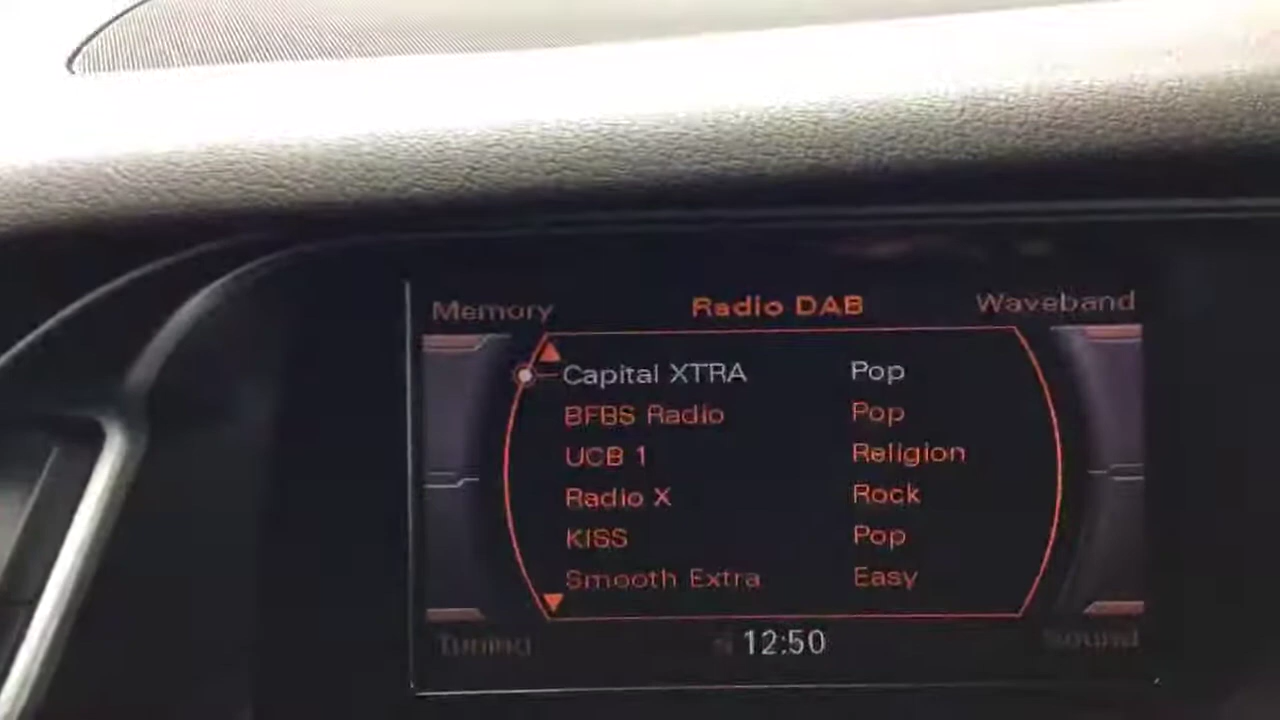 Memory Radio DAB Waveband
Capital XTRA Pop
BFBS Radio Pop
UCB 1 Religion
Radio X Rock
KISS Pop
Smooth Extra Easy
Tuning 12:50 Sound